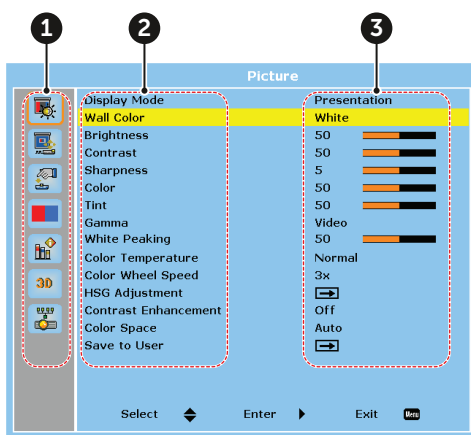 1 2 3
Picture
Display Mode Presentation
Wall Color White
Brightness 50
Contrast 50
Sharpness 5
Color 50
Tint 50
Gamma Video
White Peaking 50
Color Temperature Normal
Color Wheel Speed 3x
HSG Adjustment
Contrast Enhancement Off
Color Space Auto
Save to User
3D
Select Enter Exit Menu